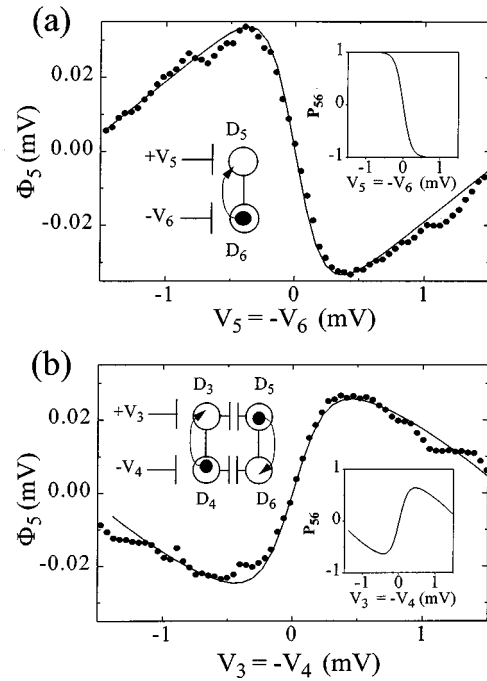 (a)
0.02
0.00
-0.02
Φ5 (mV)
+V5
-V6
D5
D6
1
0
-1
P56
-1 0 1
V5 = -V6 (mV)
-1 0 1
V5 = -V6 (mV)
(b)
0.02
0.00
-0.02
Φ5 (mV)
+V3
-V4
D3 D5
D4 D6
1
0
-1
P56
-1 0 1
V3 = -V4 (mV)
-1 0 1
V3 = -V4 (mV)